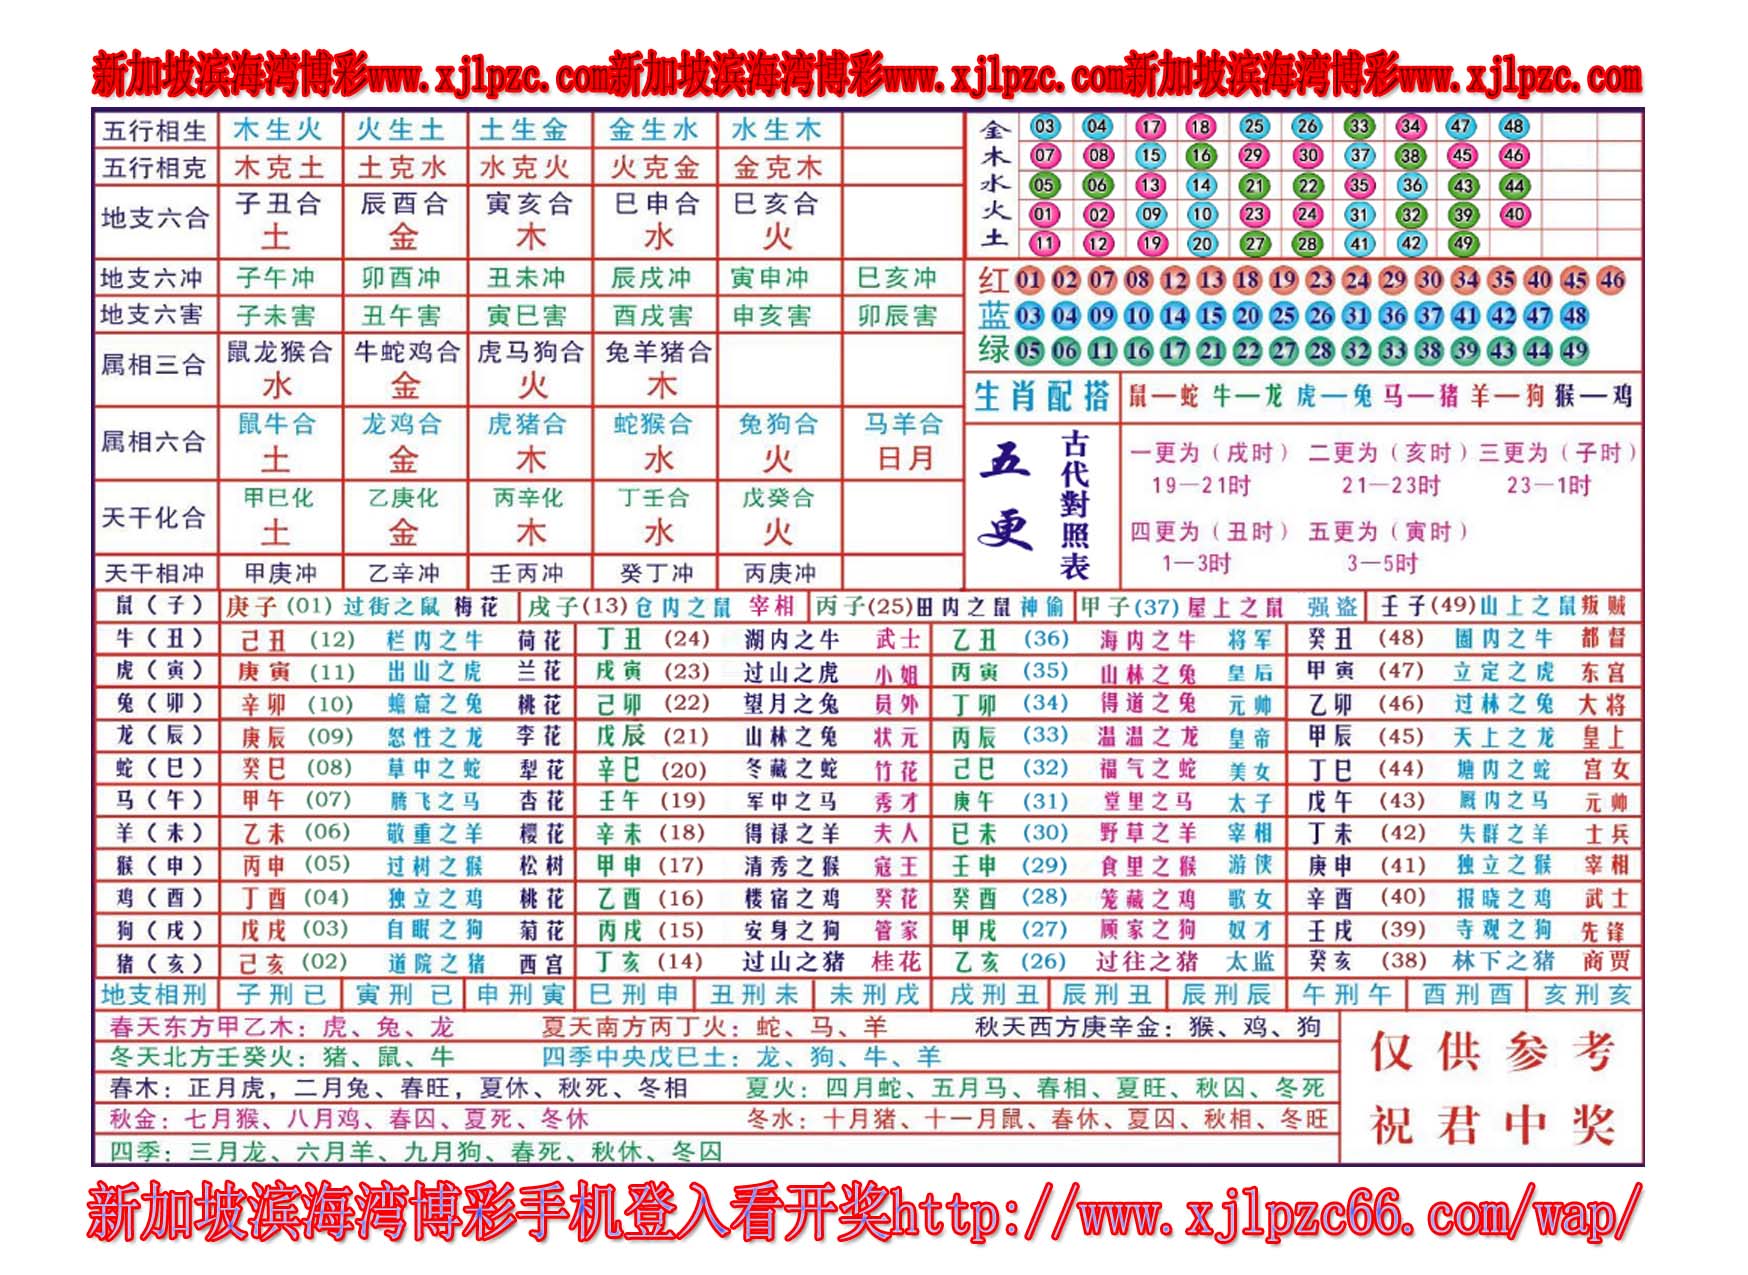 新加坡滨海湾博彩www.xjlpzc.com新加坡滨海湾博彩www.xjlpzc.com新加坡滨海湾博彩www.xjlpzc.com
五行相生 木生火 火生土 土生金 金生水 水生木
五行相克 木克土 土克水 水克火 火克金 金克木
地支六合 子丑合 辰酉合 寅亥合 巳申合 巳亥合
土 金 木 水 火
地支六冲 子午冲 卯酉冲 丑未冲 辰戌冲 寅申冲 巳亥冲
地支六害 子未害 丑午害 寅巳害 酉戌害 申亥害 卯辰害
属相三合 鼠龙猴合 牛蛇鸡合 虎马狗合 兔羊猪合
水 金 火 木
属相六合 鼠牛合 龙鸡合 虎猪合 蛇猴合 兔狗合 马羊合
土 金 木 水 火 日月
天干化合 甲巳化 乙庚化 丙辛化 丁壬合 戊癸合
土 金 木 水 火
天干相冲 甲庚冲 乙辛冲 壬丙冲 癸丁冲 丙庚冲
金 03 04 17 18 25 26 33 34 47 48
木 07 08 15 16 29 30 37 38 45 46
水 05 06 13 14 21 22 35 36 43 44
火 01 02 09 10 23 24 31 32 39 40
土 11 12 19 20 27 28 41 42 49
红 01 02 07 08 12 13 18 19 23 24 29 30 34 35 40 45 46
蓝 03 04 09 10 14 15 20 25 26 31 36 37 41 42 47 48
绿 05 06 11 16 17 21 22 27 28 32 33 38 39 43 44 49
生肖配搭 鼠—蛇 牛—龙 虎—兔 马—猪 羊—狗 猴—鸡
五更
古代對照表
一更为(戌时) 二更为(亥时) 三更为(子时)
19—21时 21—23时 23—1时
四更为(丑时) 五更为(寅时)
1—3时 3—5时
鼠(子) 庚子(01)过街之鼠 梅花 戌子(13)仓内之鼠 宰相 丙子(25)田内之鼠 神偷 甲子(37)屋上之鼠 强盗 壬子(49)山上之鼠 叛贼
牛(丑) 己丑(12) 栏内之牛 荷花 丁丑(24) 湖内之牛 武士 乙丑(36) 海内之牛 将军 癸丑(48) 圈内之牛 都督
虎(寅) 庚寅(11) 出山之虎 兰花 戌寅(23) 过山之虎 小姐 丙寅(35) 山林之兔 皇后 甲寅(47) 立定之虎 东宫
兔(卯) 辛卯(10) 蟾窟之兔 桃花 己卯(22) 望月之兔 员外 丁卯(34) 得道之兔 元帅 乙卯(46) 过林之兔 大将
龙(辰) 庚辰(09) 怒性之龙 李花 戊辰(21) 山林之兔 状元 丙辰(33) 温温之龙 皇帝 甲辰(45) 天上之龙 皇上
蛇(巳) 癸巳(08) 草中之蛇 犁花 辛巳(20) 冬藏之蛇 竹花 己巳(32) 福气之蛇 美女 丁巳(44) 塘内之蛇 宫女
马(午) 甲午(07) 腾飞之马 杏花 壬午(19) 军中之马 秀才 庚午(31) 堂里之马 太子 戊午(43) 厩内之马 元帅
羊(未) 乙未(06) 敬重之羊 樱花 辛未(18) 得禄之羊 夫人 已未(30) 野草之羊 宰相 丁未(42) 失群之羊 士兵
猴(申) 丙申(05) 过树之猴 松树 甲申(17) 清秀之猴 寇王 壬申(29) 食里之猴 游侠 庚申(41) 独立之猴 宰相
鸡(酉) 丁酉(04) 独立之鸡 桃花 乙酉(16) 楼宿之鸡 癸花 癸酉(28) 笼藏之鸡 歌女 辛酉(40) 报晓之鸡 武士
狗(戌) 戊戌(03) 自眠之狗 菊花 丙戌(15) 安身之狗 管家 甲戌(27) 顾家之狗 奴才 壬戌(39) 寺观之狗 先锋
猪(亥) 己亥(02) 道院之猪 西宫 丁亥(14) 过山之猪 桂花 乙亥(26) 过往之猪 太监 癸亥(38) 林下之猪 商贾
地支相刑 子刑已 寅刑已 申刑寅 巳刑申 丑刑未 未刑戌 戌刑丑 辰刑丑 辰刑辰 午刑午 酉刑酉 亥刑亥
春天东方甲乙木：虎、兔、龙 夏天南方丙丁火：蛇、马、羊 秋天西方庚辛金：猴、鸡、狗
冬天北方壬癸火：猪、鼠、牛 四季中央戊巳土：龙、狗、牛、羊
春木：正月虎，二月兔、春旺，夏休、秋死、冬相 夏火：四月蛇、五月马、春相、夏旺、秋囚、冬死
秋金：七月猴、八月鸡、春囚、夏死、冬休 冬水：十月猪、十一月鼠、春休、夏囚、秋相、冬旺
四季：三月龙、六月羊、九月狗、春死、秋休、冬囚
仅供参考
祝君中奖
新加坡滨海湾博彩手机登入看开奖http://www.xjlpzc66.com/wap/